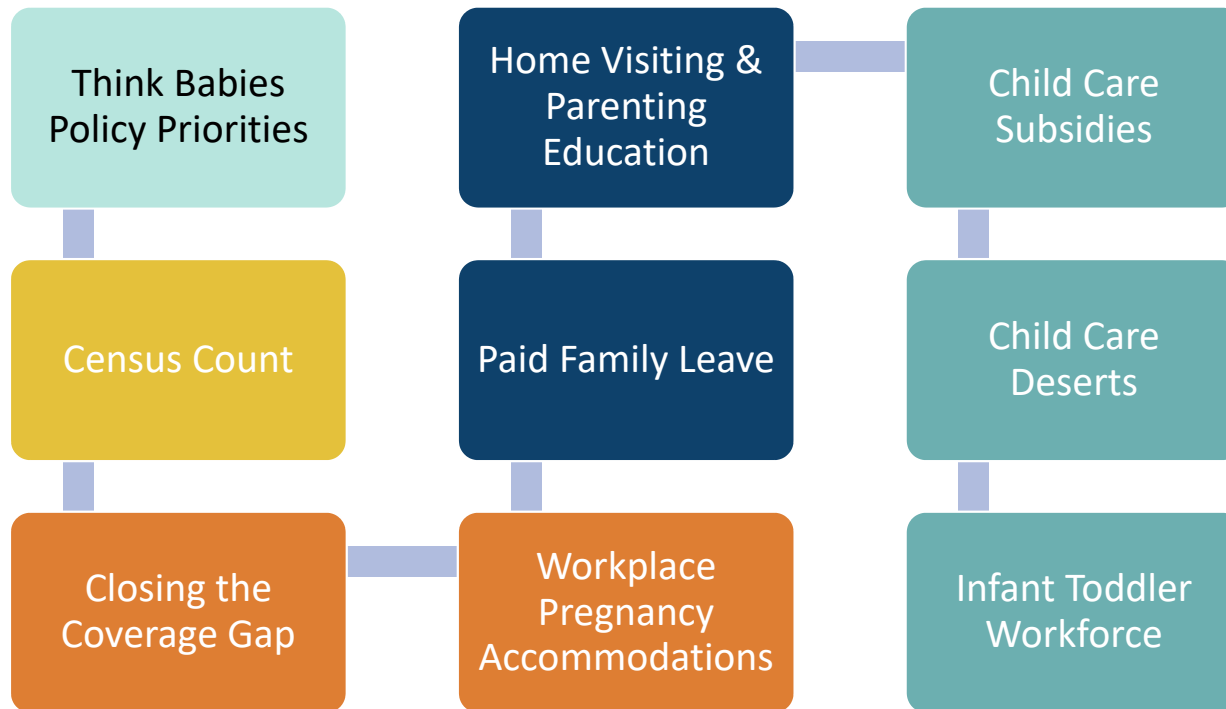 Think Babies
Policy Priorities
Census Count
Closing the
Coverage Gap
Workplace
Pregnancy
Accommodations
Paid Family Leave
Home Visiting &
Parenting
Education
Child Care
Subsidies
Child Care
Deserts
Infant Toddler
Workforce